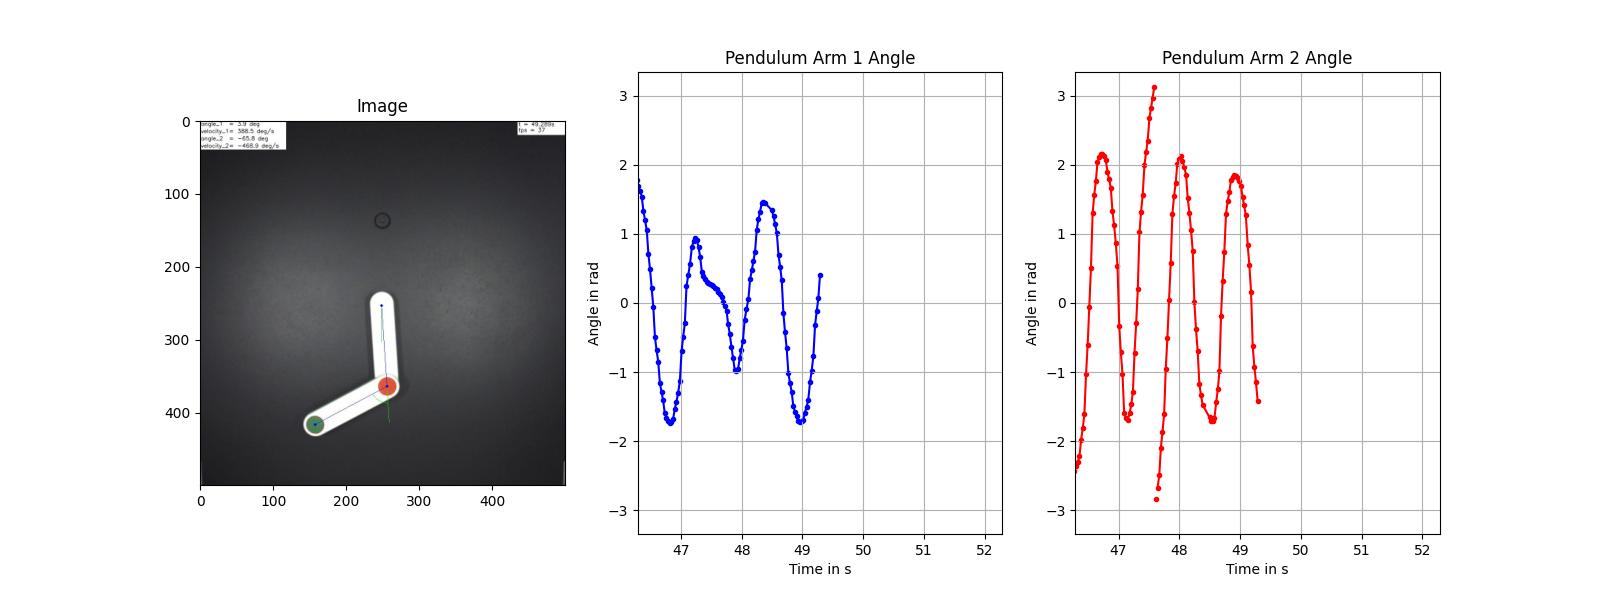 Pendulum Arm 1 Angle
Pendulum Arm 2 Angle
Image
angle_1 = 3.9 deg
velocity_1= 388.5 deg/s
angle_2 = -65.8 deg
velocity_2= -468.9 deg/s
t = 49.289s
fps = 37
0
100
200
300
400
0 100 200 300 400
Angle in rad
3
2
1
0
−1
−2
−3
47 48 49 50 51 52
Time in s
Angle in rad
3
2
1
0
−1
−2
−3
47 48 49 50 51 52
Time in s